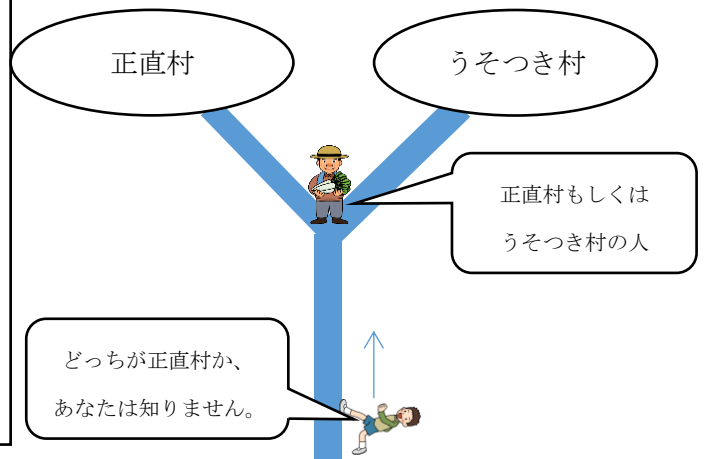 正直村
うそつき村
正直村もしくは
うそつき村の人
どっちが正直村か、
あなたは知りません。